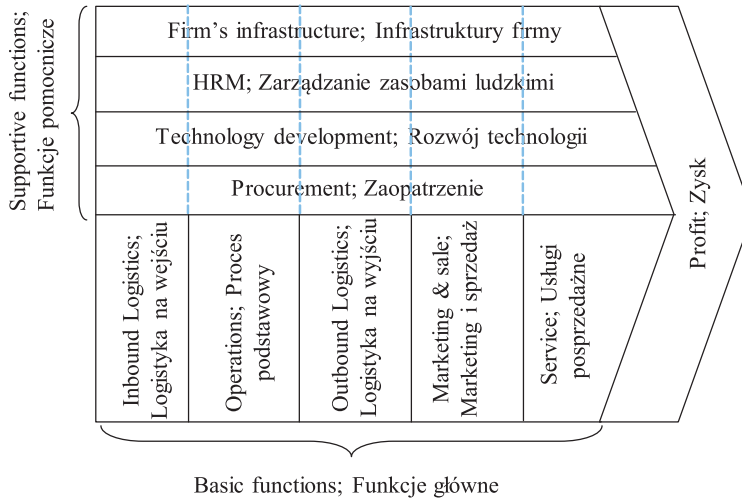 Supportive functions;
Funkcje pomocnicze
Firm's infrastructure; Infrastruktury firmy
HRM; Zarządzanie zasobami ludzkimi
Technology development; Rozwój technologii
Procurement; Zaopatrzenie
Inbound Logistics;
Logistyka na wejściu
Operations; Proces
podstawowy
Outbound Logistics;
Logistyka na wyjściu
Marketing & sale;
Marketing i sprzedaż
Service; Usługi
posprzedażne
Profit; Zysk
Basic functions; Funkcje główne